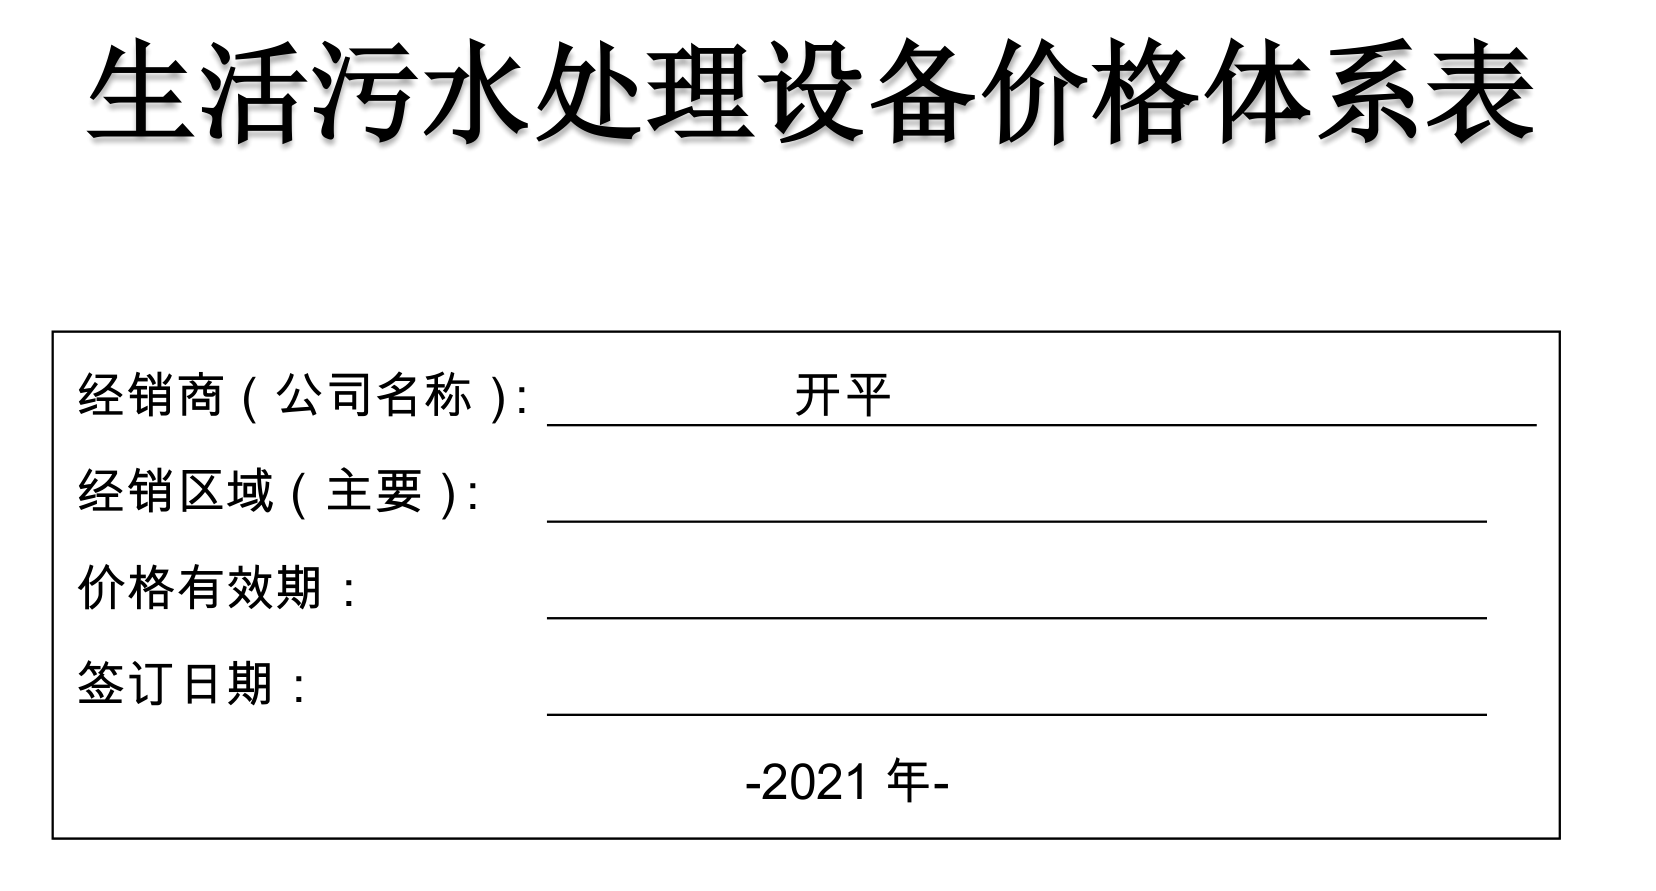 生活污水处理设备价格体系表
经销商（公司名称）: 开平
经销区域（主要）:
价格有效期：
签订日期：
-2021 年-